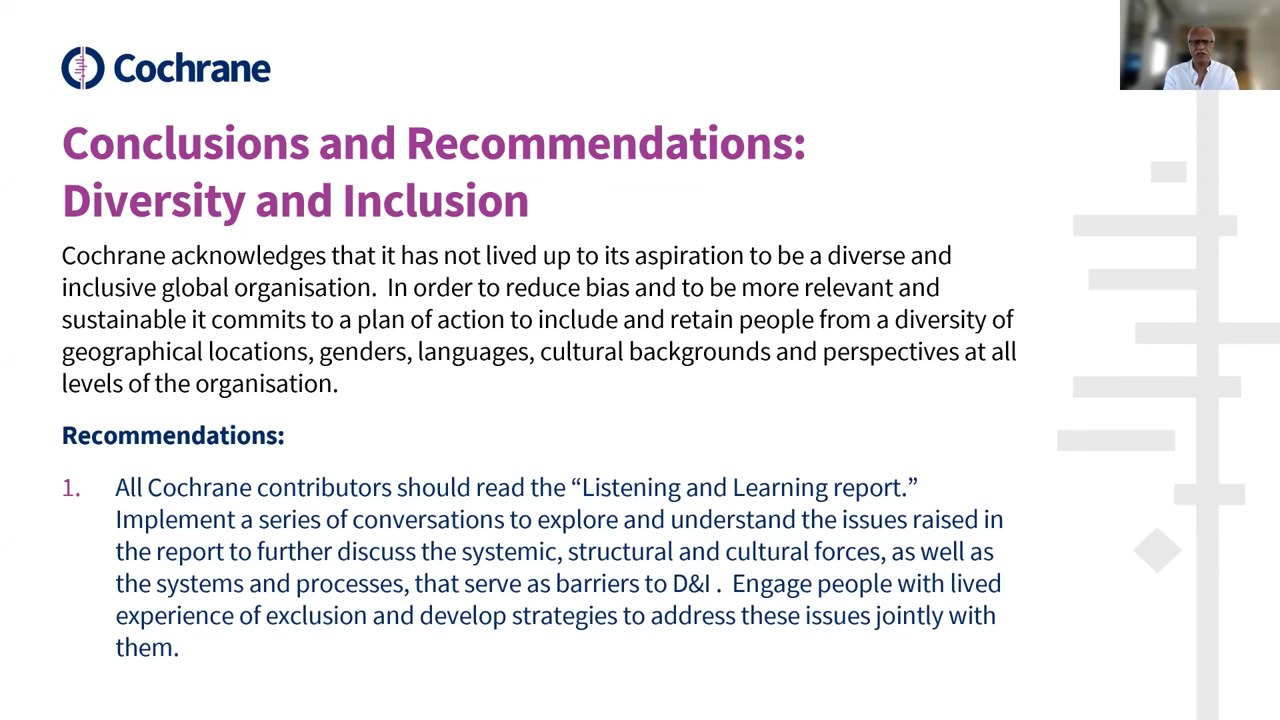 Cochrane
Conclusions and Recommendations:
Diversity and Inclusion
Cochrane acknowledges that it has not lived up to its aspiration to be a diverse and
inclusive global organisation.  In order to reduce bias and to be more relevant and
sustainable it commits to a plan of action to include and retain people from a diversity of
geographical locations, genders, languages, cultural backgrounds and perspectives at all
levels of the organisation.
Recommendations:
1. All Cochrane contributors should read the “Listening and Learning report.”
Implement a series of conversations to explore and understand the issues raised in
the report to further discuss the systemic, structural and cultural forces, as well as
the systems and processes, that serve as barriers to D&I .  Engage people with lived
experience of exclusion and develop strategies to address these issues jointly with
them.